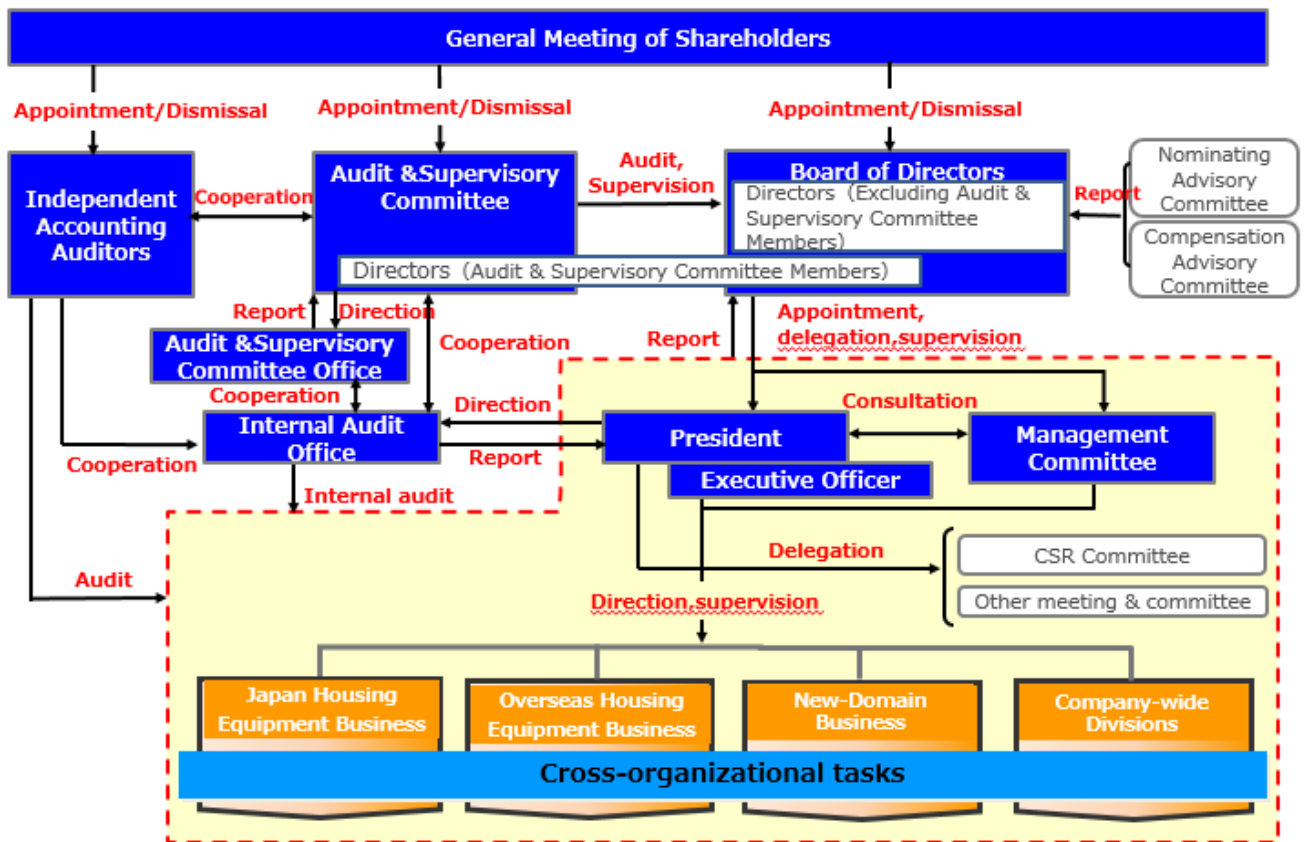 General Meeting of Shareholders
Appointment/Dismissal
Appointment/Dismissal
Appointment/Dismissal
Independent
Accounting
Auditors
Cooperation
Audit &Supervisory
Committee
Audit,
Supervision
Board of Directors
Directors（Excluding Audit &
Supervisory Committee
Members）
Directors（Audit & Supervisory Committee Members）
Report
Nominating
Advisory
Committee
Compensation
Advisory
Committee
Report
Direction
Audit &Supervisory
Committee Office
Cooperation
Cooperation
Report
Appointment,
delegation,supervision
Internal Audit
Office
Cooperation
Direction
Report
President
Executive Officer
Consultation
Management
Committee
Internal audit
Audit
Delegation
CSR Committee
Other meeting & committee
Direction,supervision
Japan Housing
Equipment Business
Overseas Housing
Equipment Business
New-Domain
Business
Company-wide
Divisions
Cross-organizational tasks